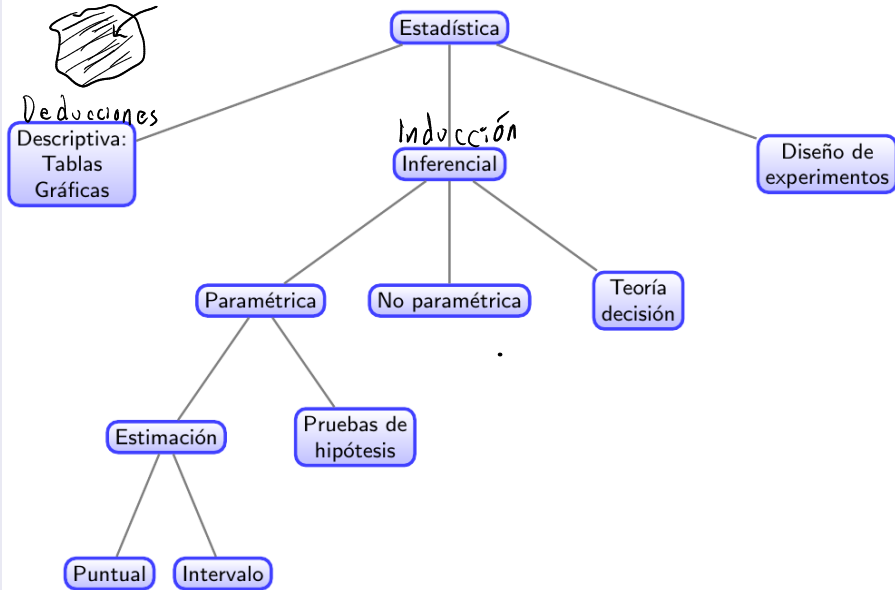 Estadística
Deducciones
Descriptiva:
Tablas
Gráficas
Inducción
Inferencial
Diseño de
experimentos
Paramétrica
No paramétrica
Teoría
decisión
Estimación
Pruebas de
hipótesis
Puntual
Intervalo